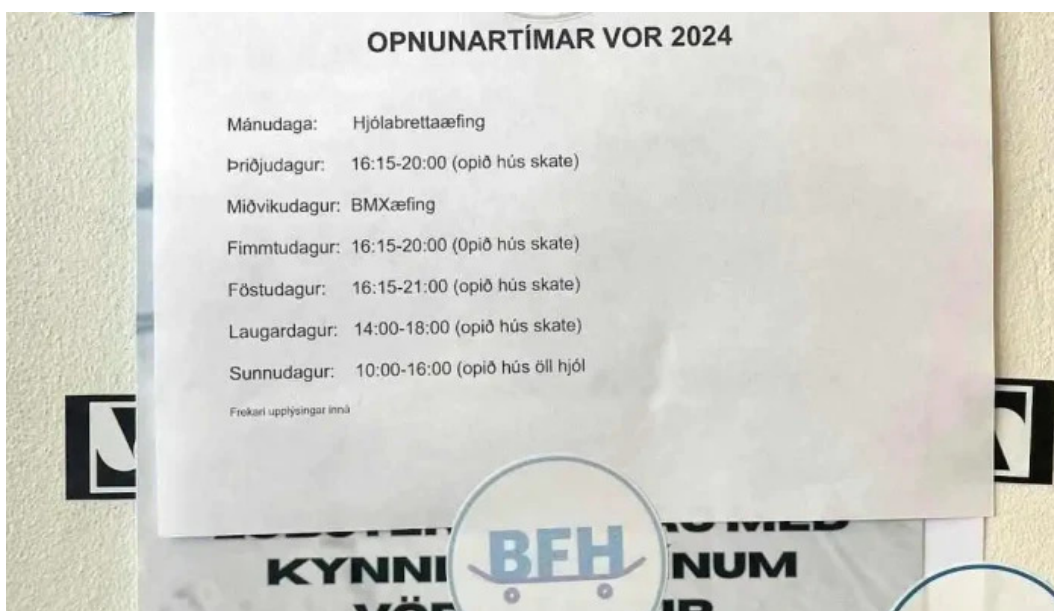 OPNUNARTÍMAR VOR 2024
Mánudaga: Hjólabrettaæfing
Þriðjudagur: 16:15-20:00 (opið hús skate)
Miðvikudagur: BMXæfing
Fimmtudagur: 16:15-20:00 (0pið hús skate)
Föstudagur: 16:15-21:00 (opið hús skate)
Laugardagur: 14:00-18:00 (opið hús skate)
Sunnudagur: 10:00-16:00 (opið hús öll hjól
Frekari upplýsingar inná
BFH